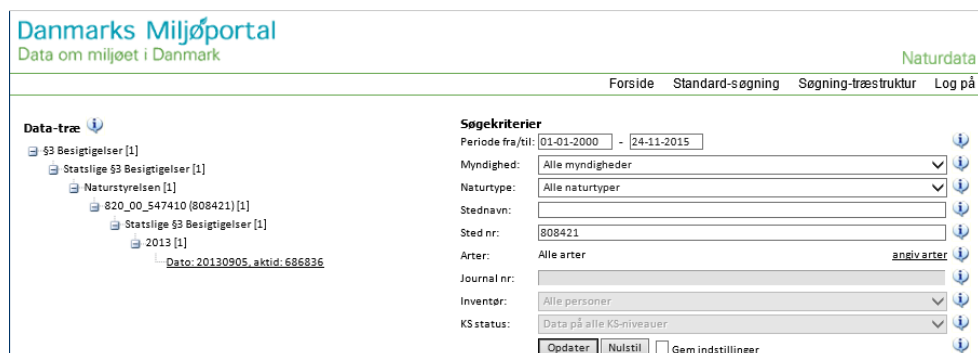 Danmarks Miljøportal
Data om miljøet i Danmark
Naturdata
Forside Standard-søgning Søgning-træstruktur Log på
Data-træ
§3 Besigtigelser [1]
Statslige §3 Besigtigelser [1]
Naturstyrelsen [1]
820_00_547410 (808421) [1]
Statslige §3 Besigtigelser [1]
2013 [1]
Dato: 20130905, aktid: 686836
Søgekriterier
Periode fra/til: 01-01-2000 - 24-11-2015
Myndighed: Alle myndigheder
Naturtype: Alle naturtyper
Stednavn:
Sted nr: 808421
Arter: Alle arter angiv arter
Journal nr:
Inventør: Alle personer
KS status: Data på alle KS-niveauer
Opdater Nulstil Gem indstillinger